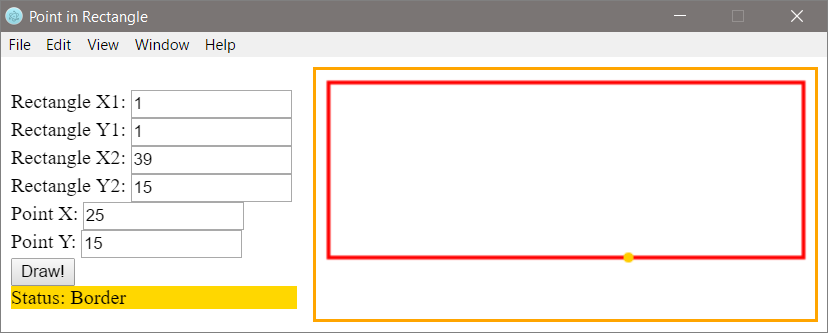 Point in Rectangle
File Edit View Window Help
Rectangle X1: 1
Rectangle Y1: 1
Rectangle X2: 39
Rectangle Y2: 15
Point X: 25
Point Y: 15
Draw!
Status: Border